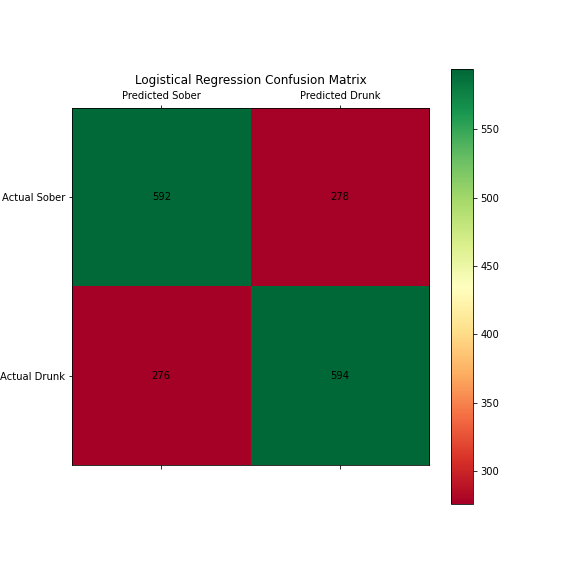 Logistical Regression Confusion Matrix
Predicted Sober Predicted Drunk
Actual Sober 592 278
Actual Drunk 276 594
550
500
450
400
350
300